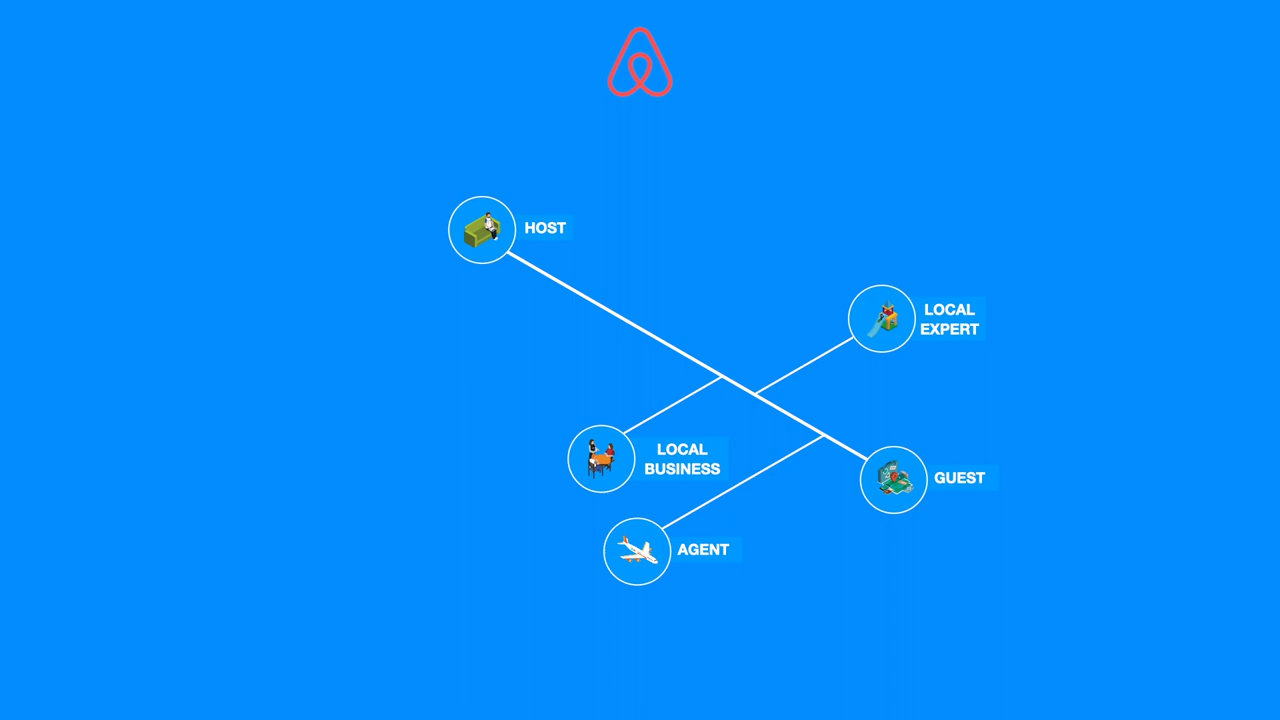 HOST
LOCAL
EXPERT
LOCAL
BUSINESS
GUEST
AGENT